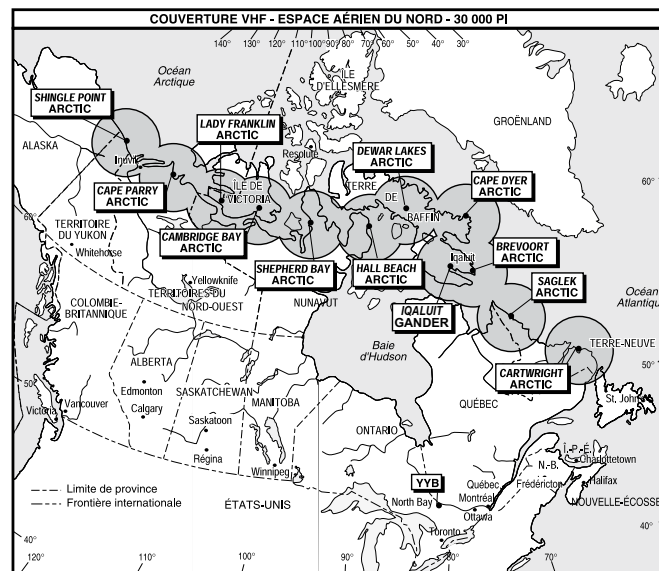 COUVERTURE VHF - ESPACE AÉRIEN DU NORD - 30 000 PI
140° 130° 120° 110° 100° 90° 80° 70° 60° 50° 40° 30°
Océan
Arctique
ÎLE
D'ELLESMERE
GROËNLAND
SHINGLE POINT
ARCTIC
LADY FRANKLIN
ARCTIC
ALASKA
Inuvik
Resolute
DEWAR LAKES
ARCTIC
CAPE PARRY
ARCTIC
ÎLE DE
VICTORIA
TERRE
DE
BAFFIN
CAPE DYER
ARCTIC
60°
60°
TERRITOIRE
DU YUKON
Whitehorse
CAMBRIDGE BAY
ARCTIC
BREVOORT
ARCTIC
Iqaluit
SHEPHERD BAY
ARCTIC
HALL BEACH
ARCTIC
SAGLEK
ARCTIC
Yellowknife
TERRITOIRES DU
NORD-OUEST
NUNAVUT
IQALUIT
GANDER
Océan
Atlantique
COLOMBIE-
BRITANNIQUE
Baie
d'Hudson
TERRE-NEUVE
CARTWRIGHT
ARCTIC
ALBERTA
50°
50°
Edmonton
SASKATCHEWAN
MANITOBA
QUÉBEC
St. John's
Victoria
Vancouver
Calgary
Saskatoon
ONTARIO
Régina
Winnipeg
Î.-P.-É.
Charlottetown
N.-B.
YYB
Québec
Frédéricton
Halifax
Limite de province
Frontière internationale
ÉTATS-UNIS
North Bay
Montréal
Ottawa
NOUVELLE-ÉCOSSE
Toronto
40°
40°
120° 110° 100° 90° 80° 70°